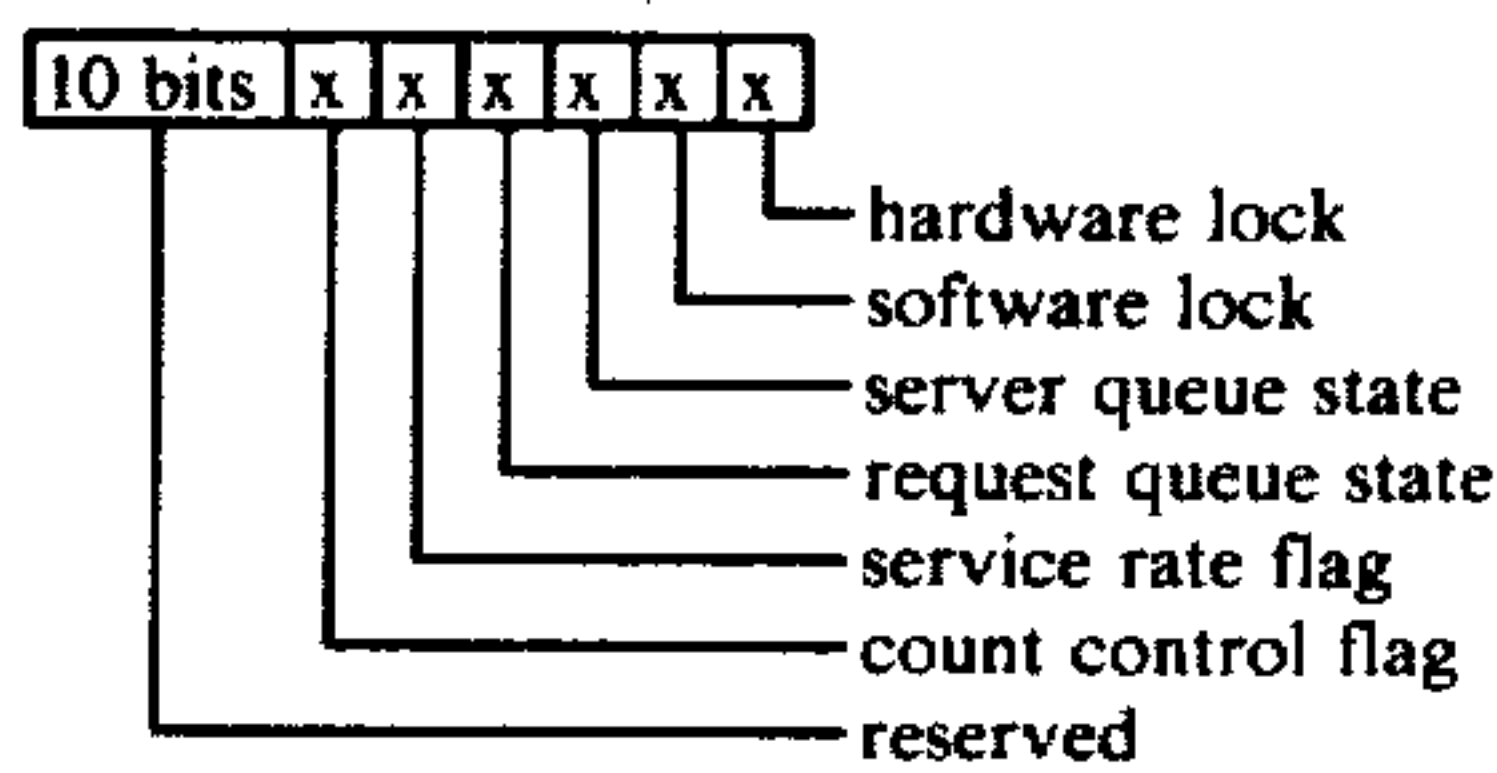 10 bits x x x x x x
hardware lock
software lock
server queue state
request queue state
service rate flag
count control flag
reserved